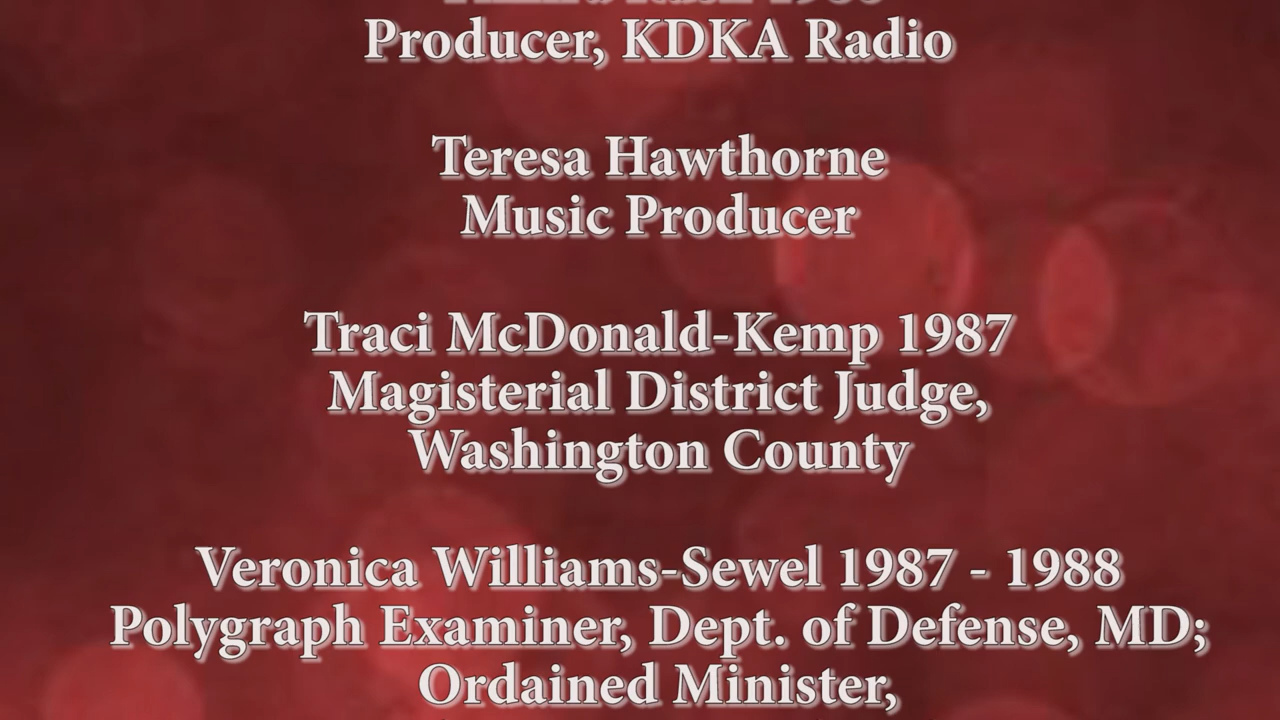 Producer, KDKA Radio
Teresa Hawthorne
Music Producer
Traci McDonald-Kemp 1987
Magisterial District Judge,
Washington County
Veronica Williams-Sewel 1987 - 1988
Polygraph Examiner, Dept. of Defense, MD;
Ordained Minister,